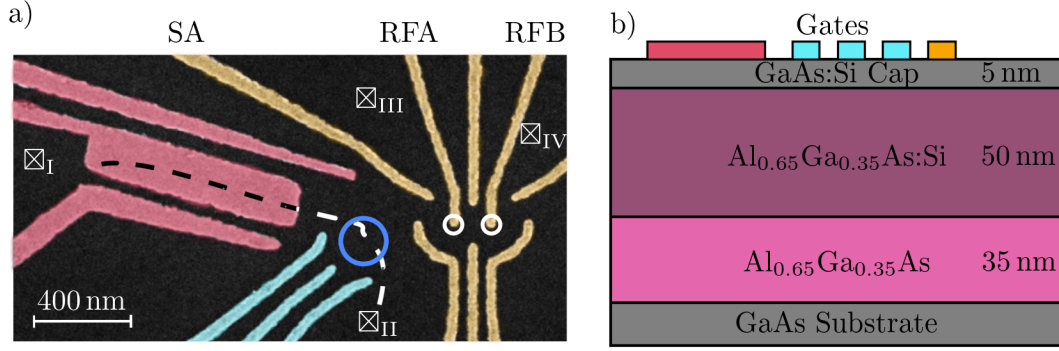 a)
SA
RFA
RFB
I
II
III
IV
400 nm
b)
Gates
GaAs:Si Cap 5 nm
Al0.65Ga0.35As:Si 50 nm
Al0.65Ga0.35As 35 nm
GaAs Substrate